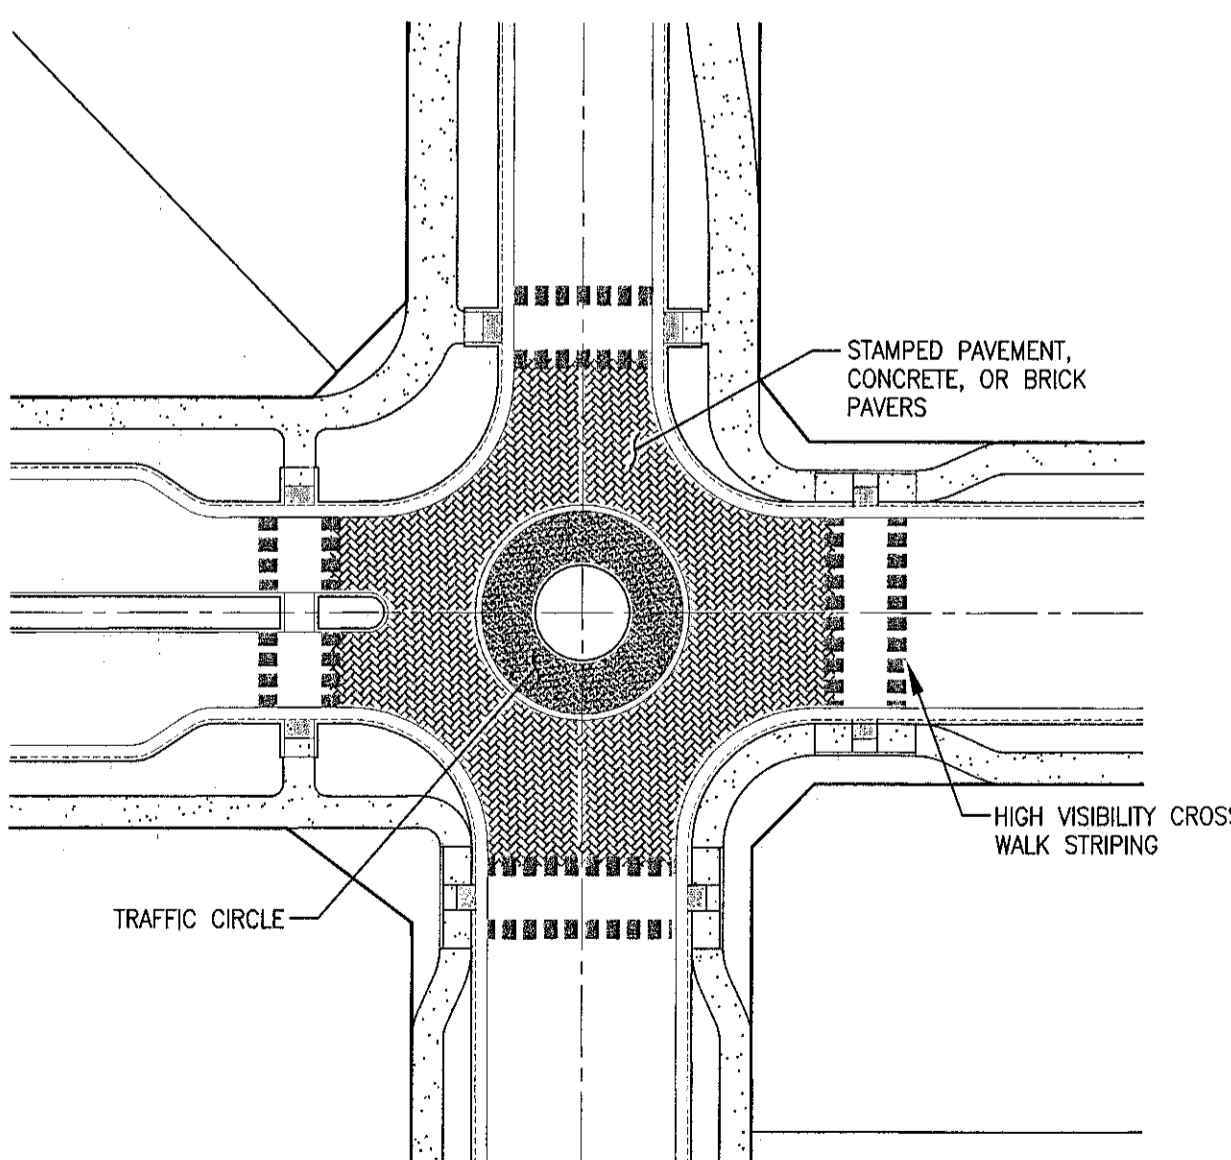 STAMPED PAVEMENT,
CONCRETE, OR BRICK
PAVERS
HIGH VISIBILITY CROSS
WALK STRIPING
TRAFFIC CIRCLE